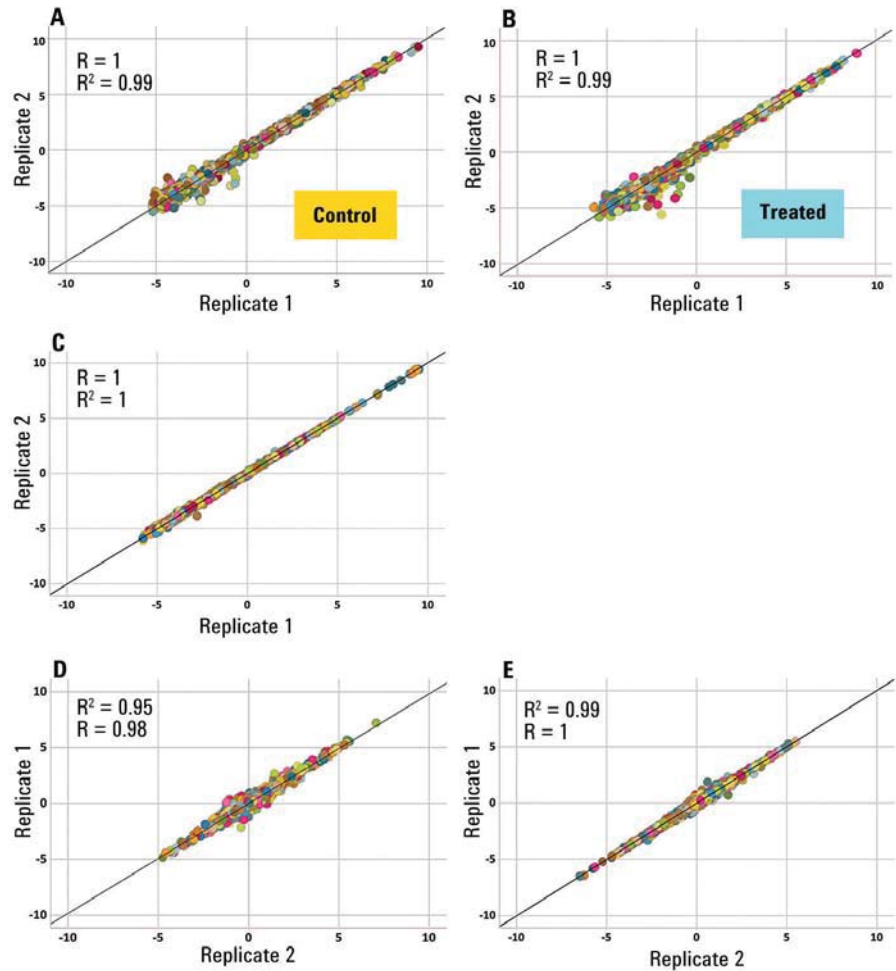 A
R = 1
R² = 0.99
10
5
0
-5
-10
Replicate 2
Control
-10 -5 0 5 10
Replicate 1
B
R = 1
R² = 0.99
10
5
0
-5
-10
Replicate 2
Treated
-10 -5 0 5 10
Replicate 1
C
R = 1
R² = 1
10
5
0
-5
-10
Replicate 2
-10 -5 0 5 10
Replicate 1
D
R² = 0.95
R = 0.98
10
5
0
-5
-10
Replicate 1
-10 -5 0 5 10
Replicate 2
E
R² = 0.99
R = 1
10
5
0
-5
-10
Replicate 1
-10 -5 0 5 10
Replicate 2